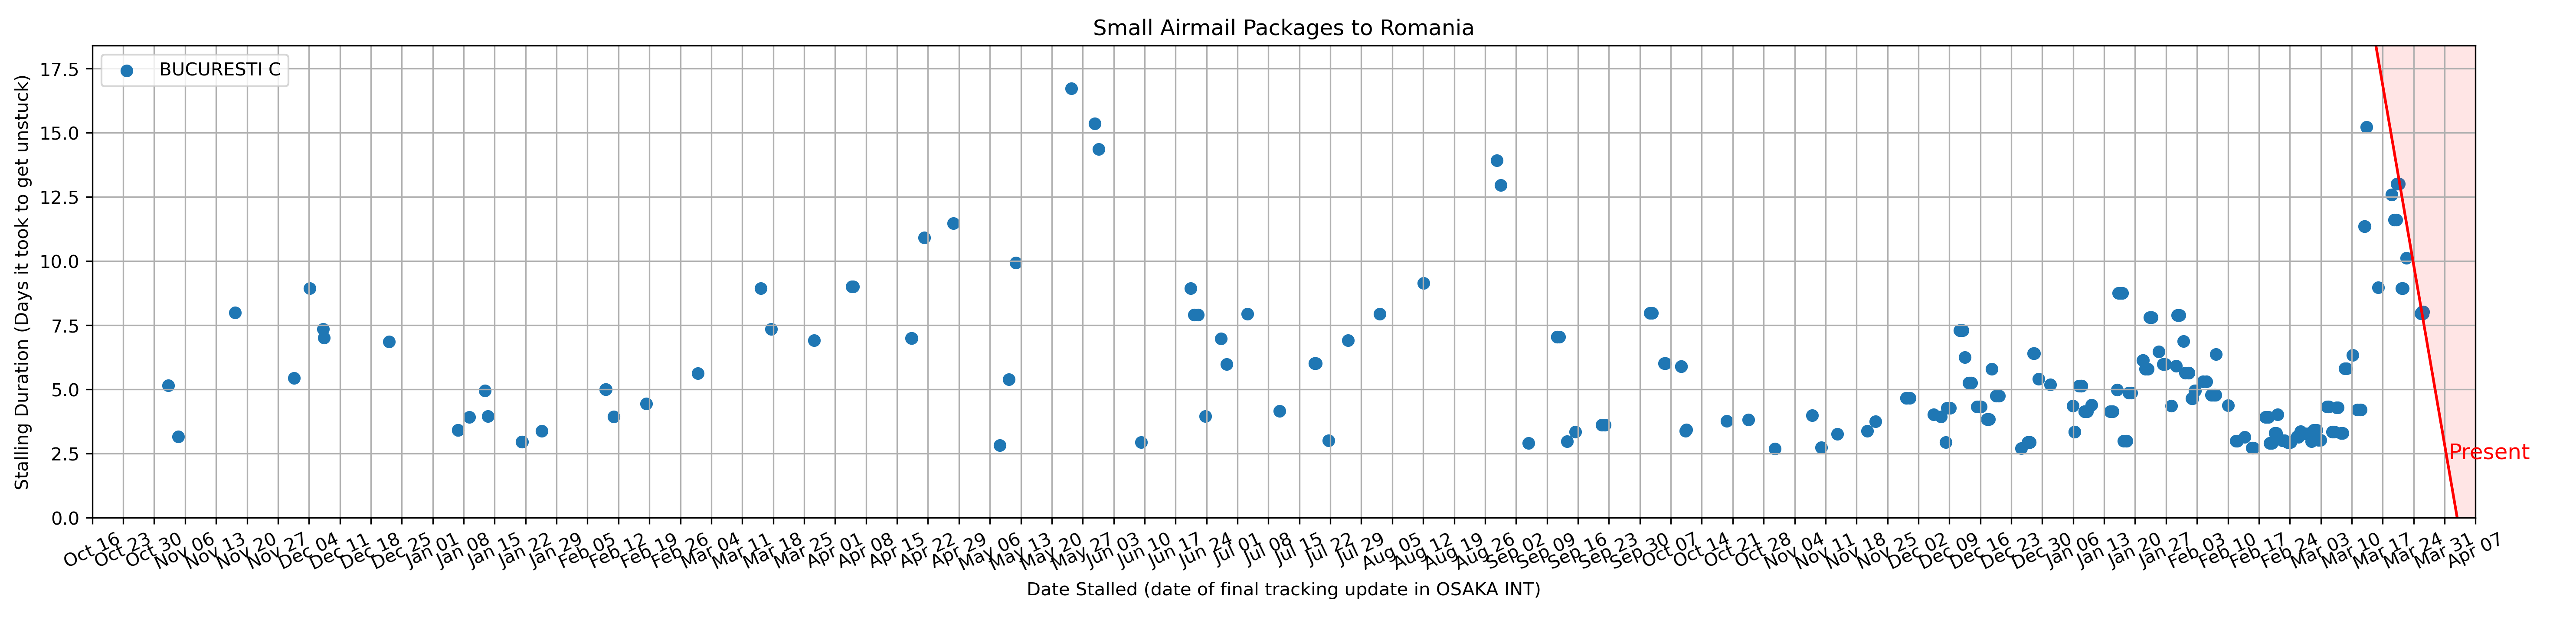 Small Airmail Packages to Romania
BUCURESTI C
Stalling Duration (Days it took to get unstuck)
17.5
15.0
12.5
10.0
7.5
5.0
2.5
0.0
Present
Oct 16 Oct 23 Oct 30 Nov 06 Nov 13 Nov 20 Nov 27 Dec 04 Dec 11 Dec 18 Dec 25 Jan 01 Jan 08 Jan 15 Jan 22 Jan 29 Feb 05 Feb 12 Feb 19 Feb 26 Mar 04 Mar 11 Mar 18 Mar 25 Apr 01 Apr 08 Apr 15 Apr 22 Apr 29 May 06 May 13 May 20 May 27 Jun 03 Jun 10 Jun 17 Jun 24 Jul 01 Jul 08 Jul 15 Jul 22 Jul 29 Aug 05 Aug 12 Aug 19 Aug 26 Sep 02 Sep 09 Sep 16 Sep 23 Sep 30 Oct 07 Oct 14 Oct 21 Oct 28 Nov 04 Nov 11 Nov 18 Nov 25 Dec 02 Dec 09 Dec 16 Dec 23 Dec 30 Jan 06 Jan 13 Jan 20 Jan 27 Feb 03 Feb 10 Feb 17 Feb 24 Mar 03 Mar 10 Mar 17 Mar 24 Mar 31 Apr 07
Date Stalled (date of final tracking update in OSAKA INT)